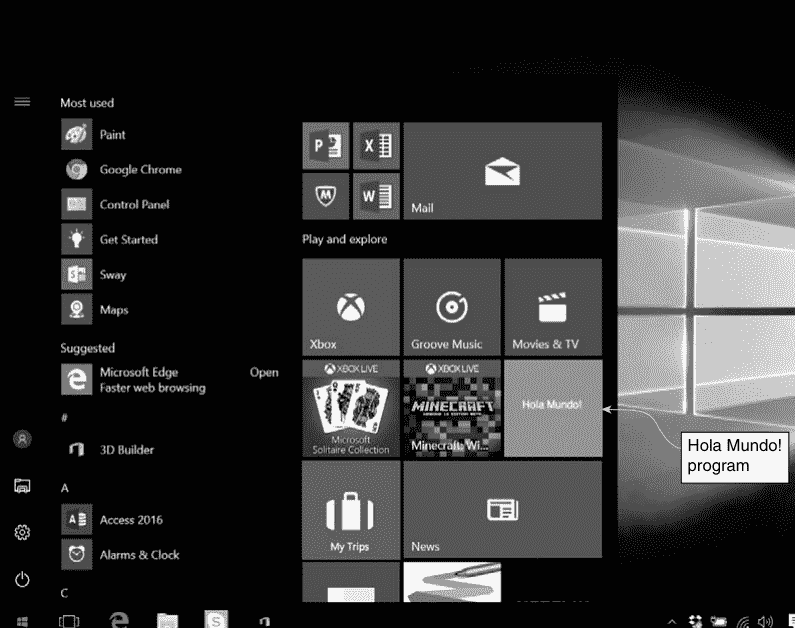 Most used
Paint
Google Chrome
Control Panel
Get Started
Sway
Maps
Suggested
Microsoft Edge
Open
Faster web browsing
#
3D Builder
A
Access 2016
Alarms & Clock
C
P
X
M
W
Mail
Play and explore
Xbox
Groove Music
Movies & TV
XBOX LIVE
Microsoft
Solitaire Collection
XBOX LIVE
MINECRAFT
Minecraft: Wi...
Hola Mundo!
My Trips
News
Hola Mundo!
program